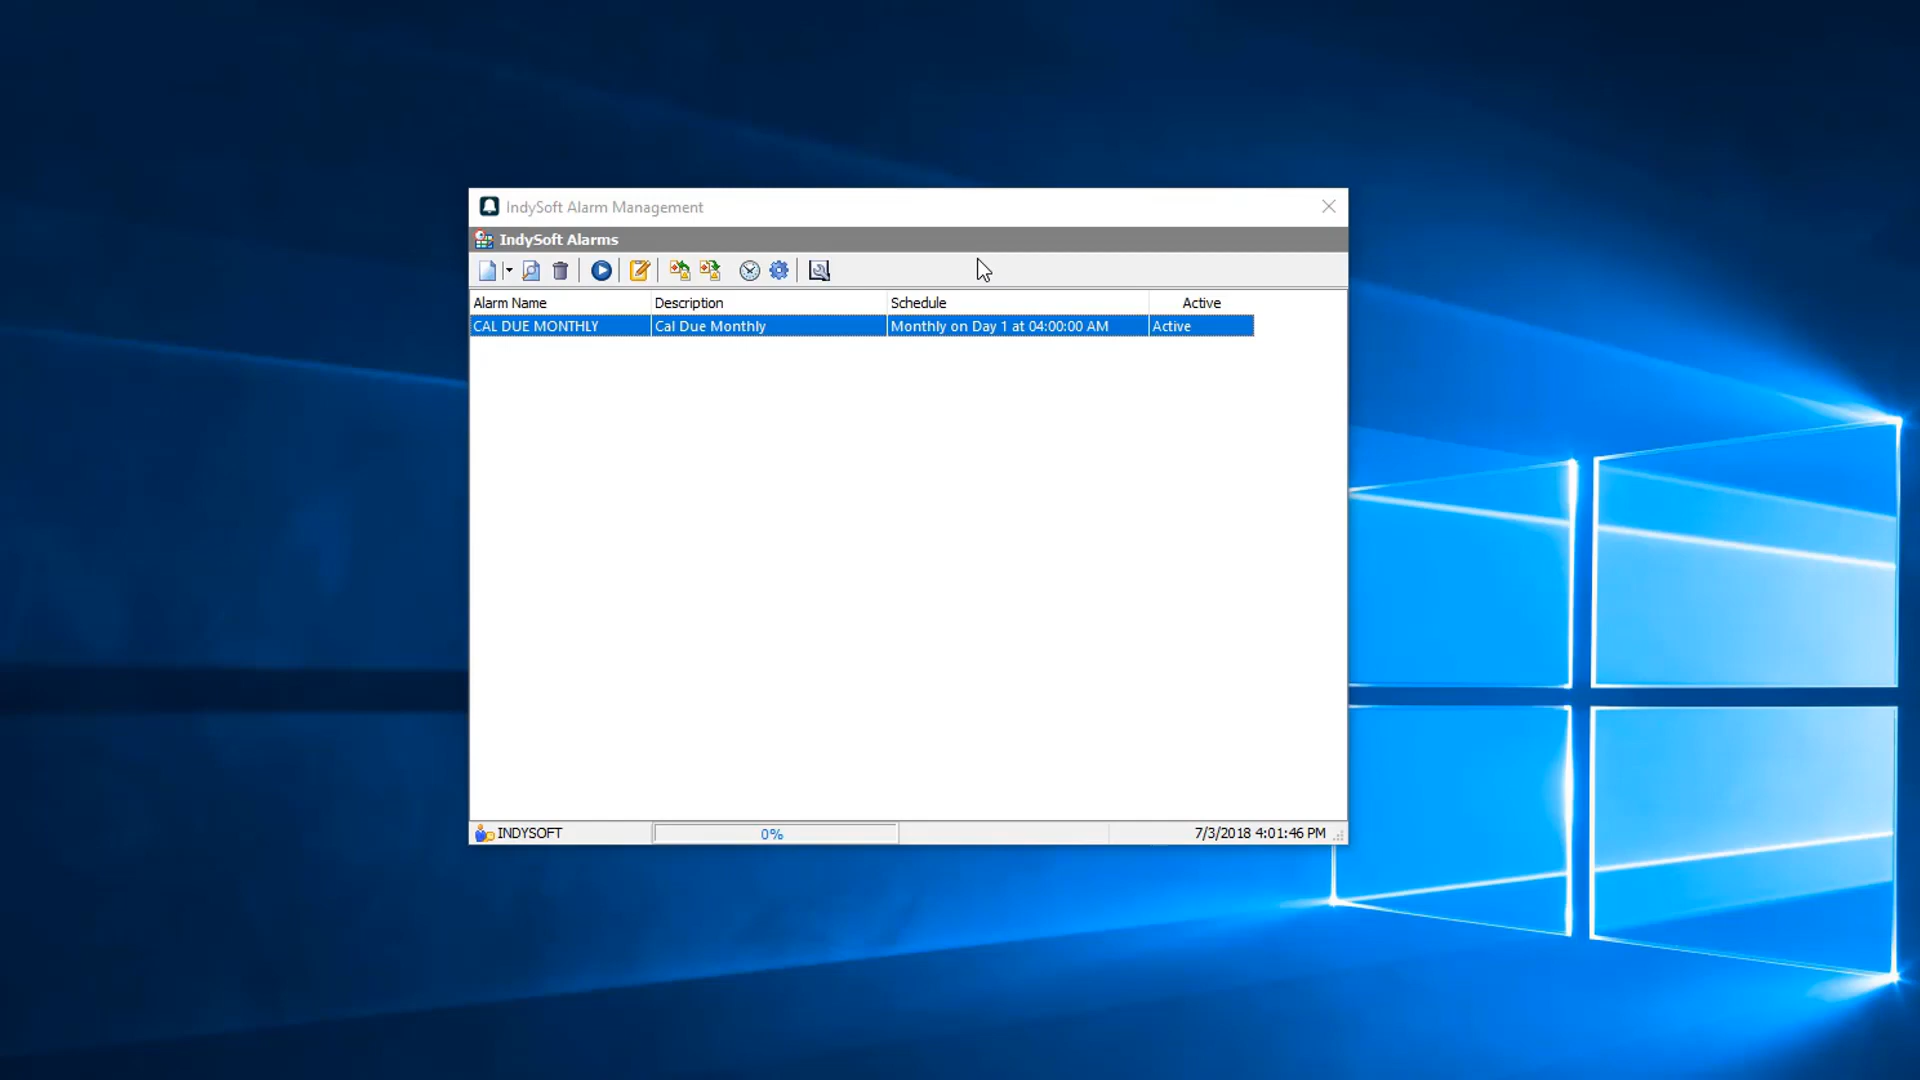 IndySoft Alarm Management
IndySoft Alarms
Alarm Name Description Schedule Active
CAL DUE MONTHLY Cal Due Monthly Monthly on Day 1 at 04:00:00 AM Active
INDYSOFT 0% 7/3/2018 4:01:46 PM